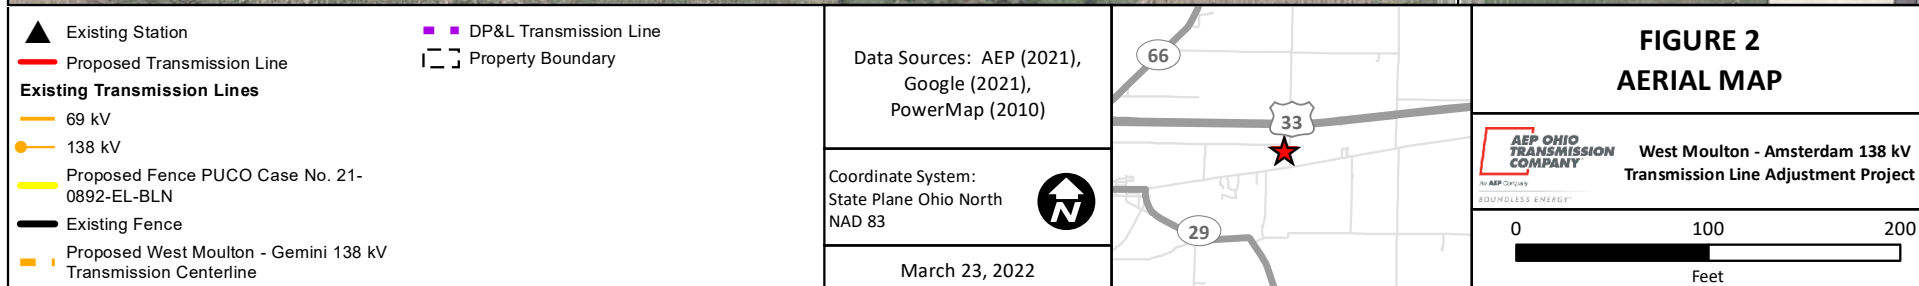 Existing Station
Proposed Transmission Line
Existing Transmission Lines
69 kV
138 kV
Proposed Fence PUCO Case No. 21-
0892-EL-BLN
Existing Fence
Proposed West Moulton - Gemini 138 kV
Transmission Centerline
DP&L Transmission Line
Property Boundary
Data Sources: AEP (2021),
Google (2021),
PowerMap (2010)
Coordinate System:
State Plane Ohio North
NAD 83
N
March 23, 2022
66
33
29
FIGURE 2
AERIAL MAP
AEP OHIO
TRANSMISSION
COMPANY
An AEP Company
BOUNDLESS ENERGY
West Moulton - Amsterdam 138 kV
Transmission Line Adjustment Project
0 100 200
Feet